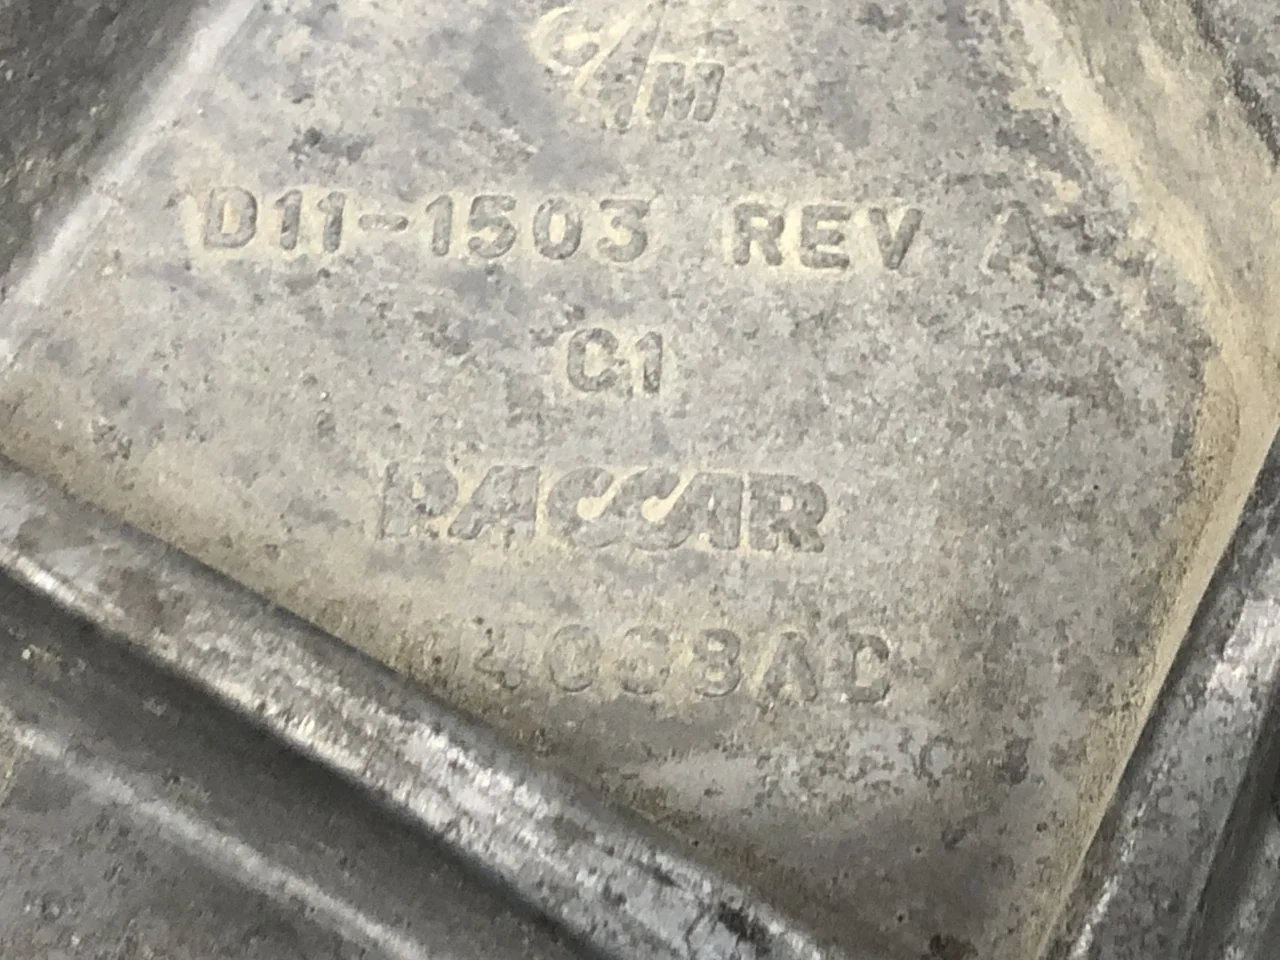 D11-1503 REV A
C1
PACCAR